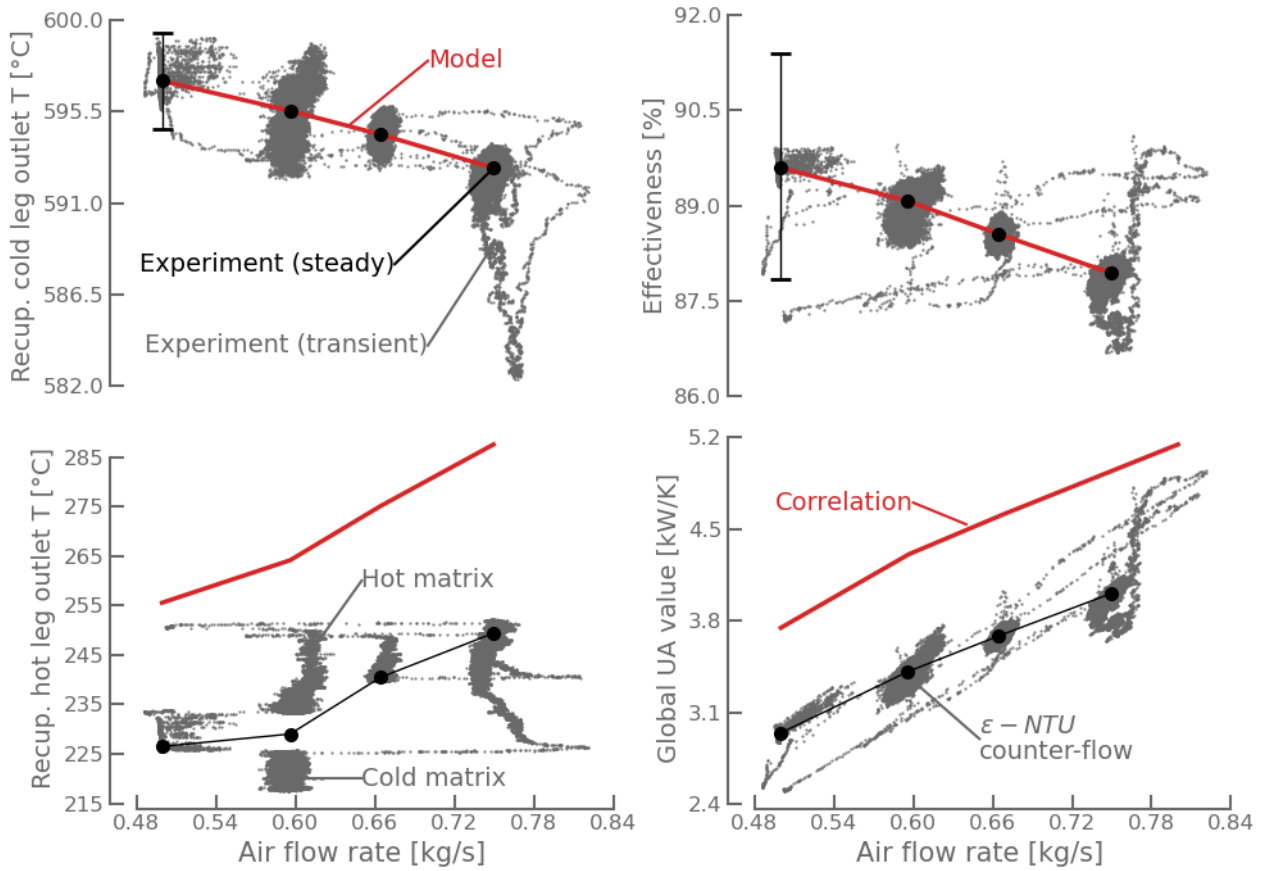 Recup. cold leg outlet T [°C]
600.0
595.5
591.0
586.5
582.0
Model
Experiment (steady)
Experiment (transient)
Effectiveness [%]
92.0
90.5
89.0
87.5
86.0
Recup. hot leg outlet T [°C]
285
275
265
255
245
235
225
215
Hot matrix
Cold matrix
0.48 0.54 0.60 0.66 0.72 0.78 0.84
Air flow rate [kg/s]
Global UA value [kW/K]
5.2
4.5
3.8
3.1
2.4
Correlation
ε − NTU
counter-flow
0.48 0.54 0.60 0.66 0.72 0.78 0.84
Air flow rate [kg/s]